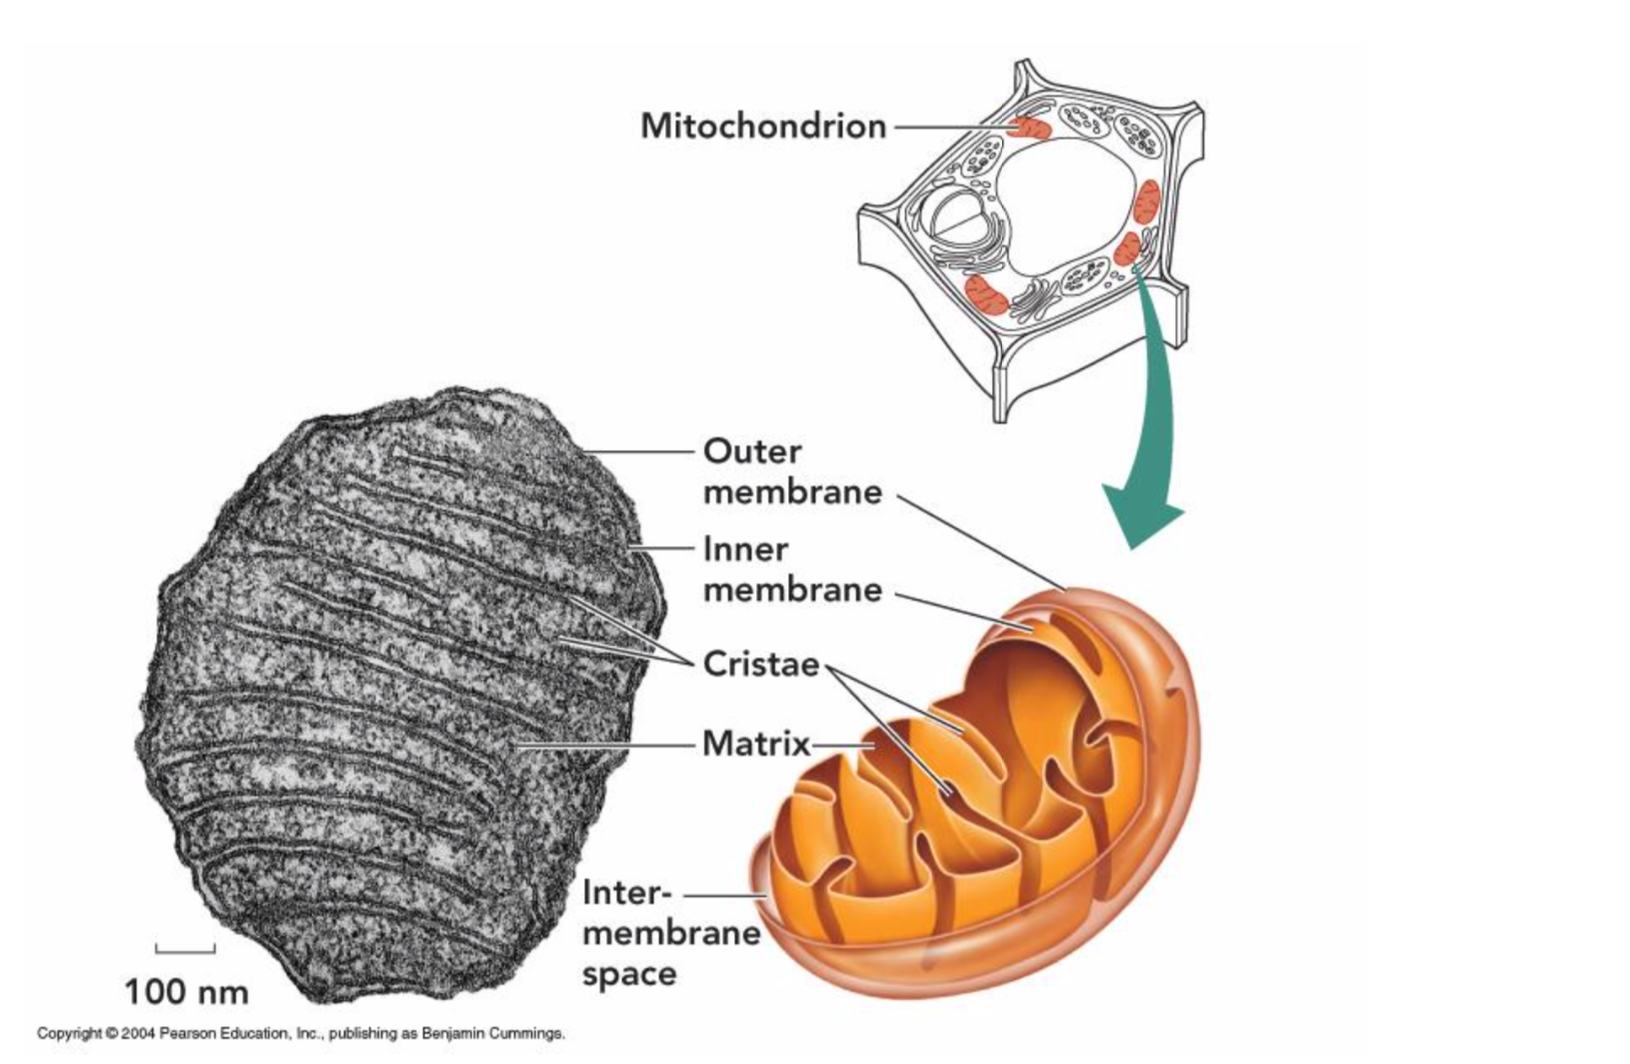 Mitochondrion
Outer
membrane
Inner
membrane
Cristae
Matrix
Inter-
membrane
space
100 nm
Copyright © 2004 Pearson Education, Inc., publishing as Benjamin Cummings.